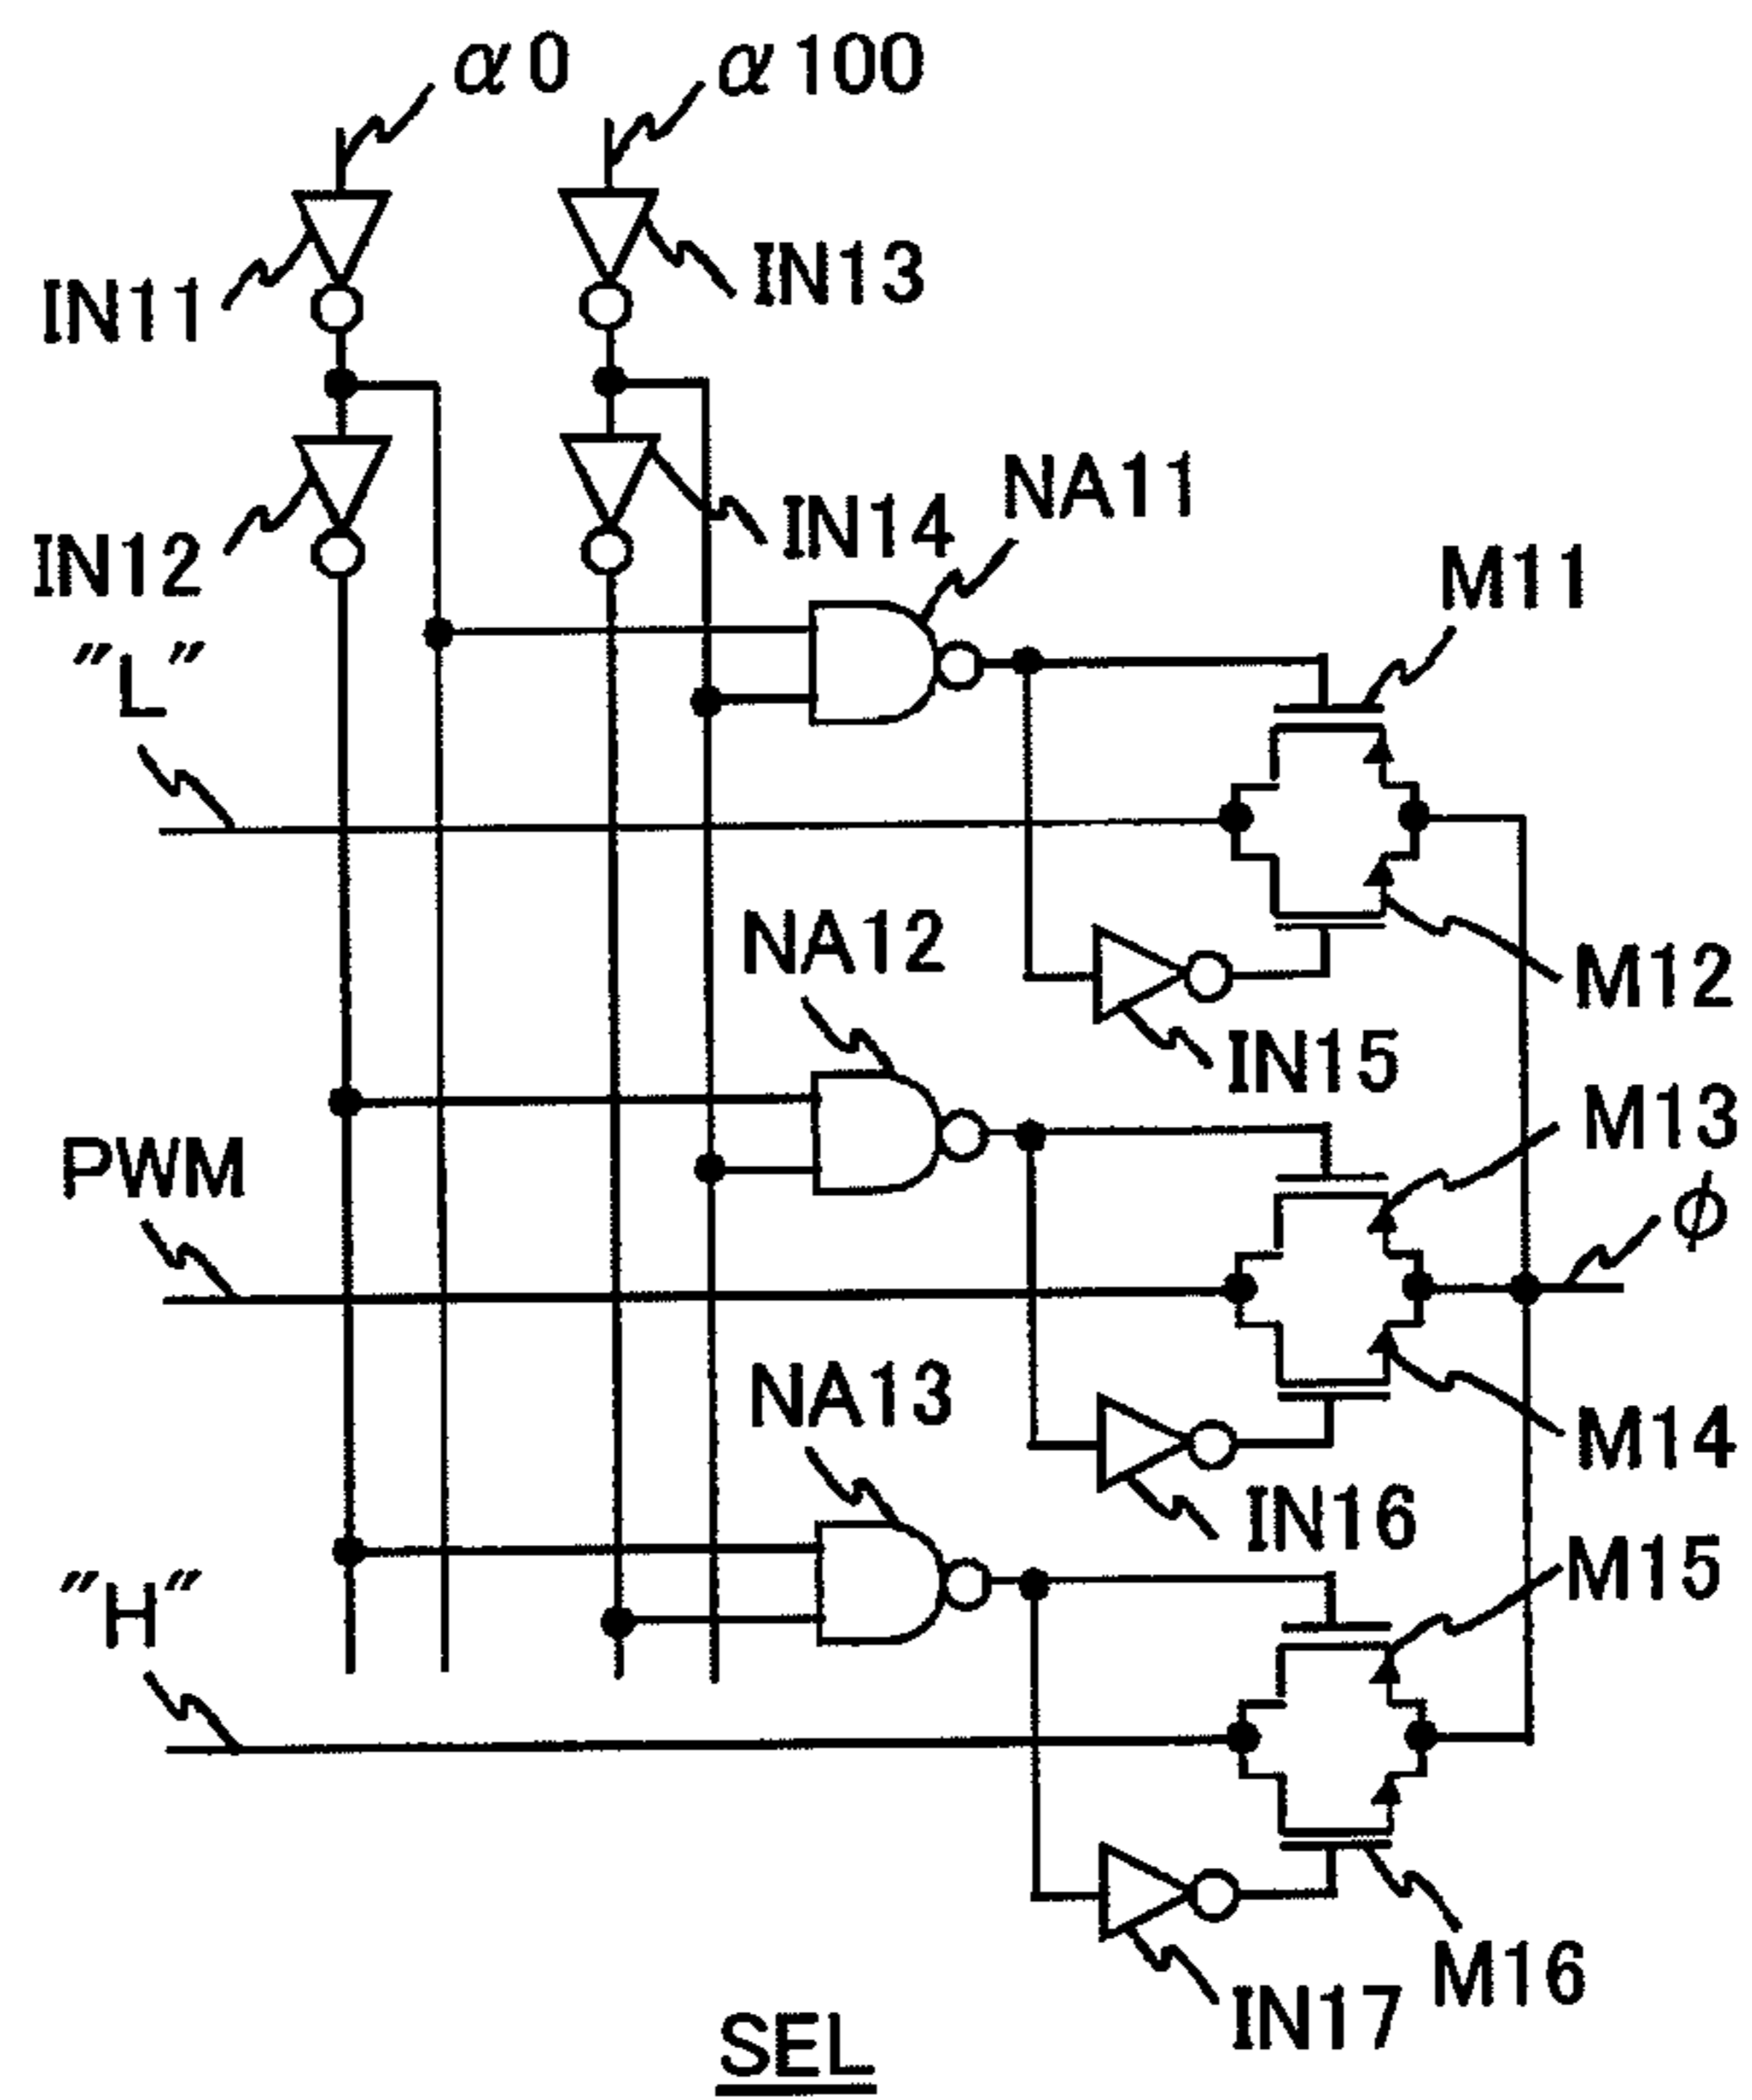 α0
α100
IN11
IN13
IN12
IN14
NA11
M11
"L"
NA12
M12
IN15
M13
PWM
ϕ
NA13
M14
IN16
M15
"H"
M16
IN17
SEL